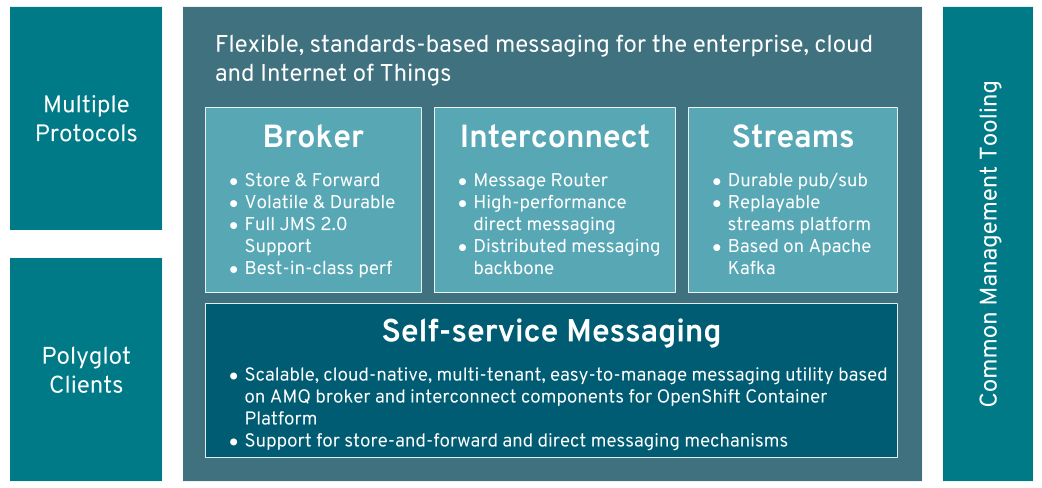 Multiple
Protocols
Polyglot
Clients
Flexible, standards-based messaging for the enterprise, cloud
and Internet of Things
Broker
• Store & Forward
• Volatile & Durable
• Full JMS 2.0
Support
• Best-in-class perf
Interconnect
• Message Router
• High-performance
direct messaging
• Distributed messaging
backbone
Streams
• Durable pub/sub
• Replayable
streams platform
• Based on Apache
Kafka
Self-service Messaging
• Scalable, cloud-native, multi-tenant, easy-to-manage messaging utility based
on AMQ broker and interconnect components for OpenShift Container
Platform
• Support for store-and-forward and direct messaging mechanisms
Common Management Tooling